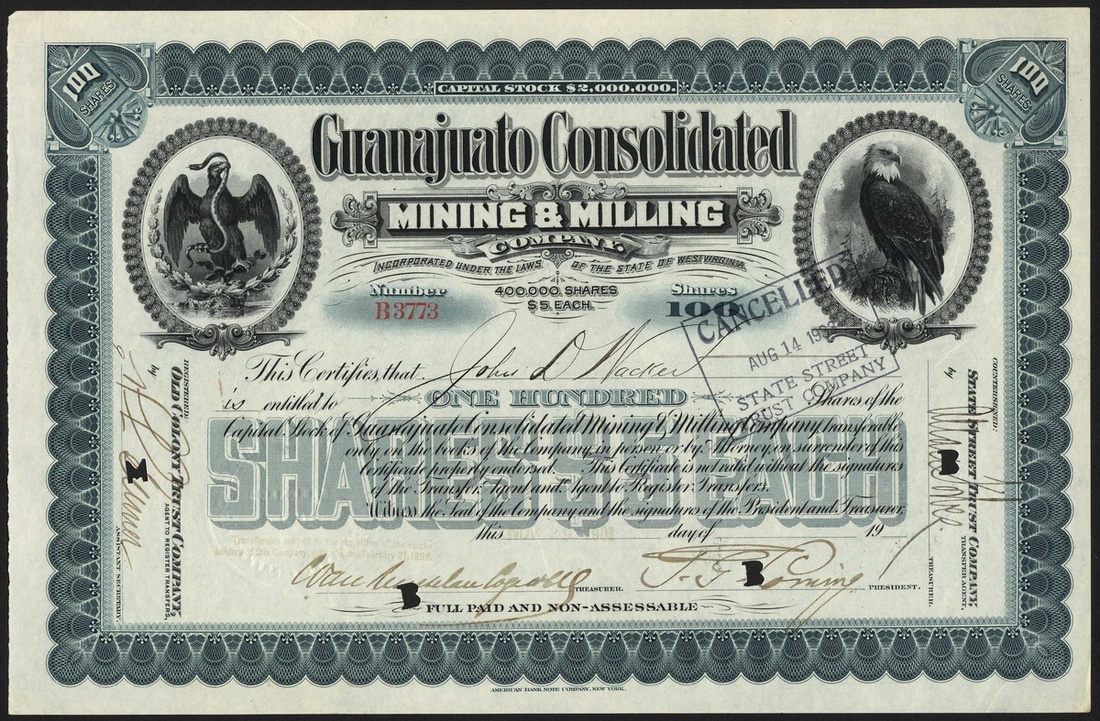 CAPITAL STOCK $2,000,000.
100 SHARES
100 SHARES
Guanajuato Consolidated
MINING & MILLING
COMPANY.
INCORPORATED UNDER THE LAWS OF THE STATE OF WEST VIRGINIA.
Number
400,000 SHARES
Shares
B3773
$5 EACH.
100
CANCELLED
AUG 14
STATE STREET
TRUST COMPANY
This Certifies, that John D Wacker
is entitled to ONE HUNDRED Shares of the
Capital Stock of Guanajuato Consolidated Mining & Milling Company, transferable
only on the books of the Company in person or by Attorney, on surrender of this
Certificate properly endorsed. This Certificate is not valid without the
signatures of the Transfer Agent and Agent to Register Transfers.
Witness the Seal of the Company and the signatures of the President and Treasurer,
this day of 19
SHARES $5 EACH
TREASURER.
PRESIDENT.
FULL PAID AND NON-ASSESSABLE
REGISTERED:
OLD COLONY TRUST COMPANY,
AGENT TO REGISTER TRANSFERS,
by
ASSISTANT SECRETARY.
COUNTERSIGNED:
STATE STREET TRUST COMPANY,
TRANSFER AGENT,
by
TREASURER.
AMERICAN BANK NOTE COMPANY, NEW YORK.